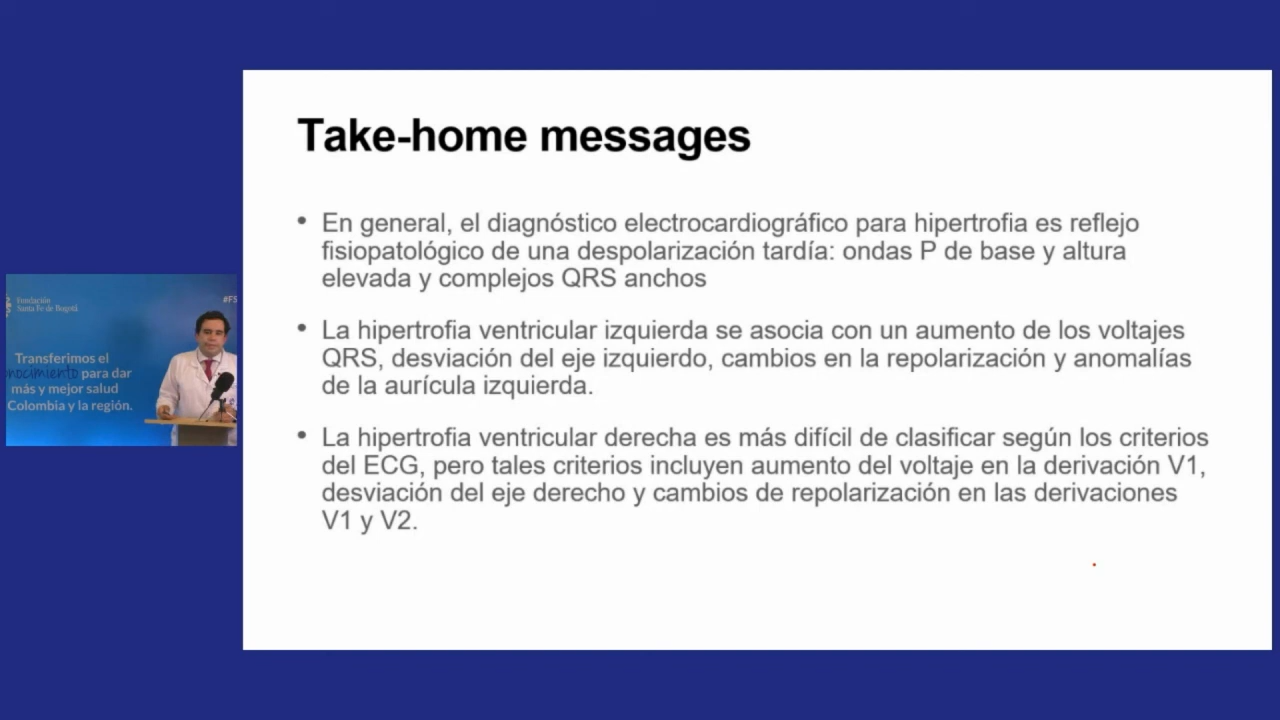 Take-home messages
• En general, el diagnóstico electrocardiográfico para hipertrofia es reflejo
fisiopatológico de una despolarización tardía: ondas P de base y altura
elevada y complejos QRS anchos
• La hipertrofia ventricular izquierda se asocia con un aumento de los voltajes
QRS, desviación del eje izquierdo, cambios en la repolarización y anomalías
de la aurícula izquierda.
• La hipertrofia ventricular derecha es más difícil de clasificar según los criterios
del ECG, pero tales criterios incluyen aumento del voltaje en la derivación V1,
desviación del eje derecho y cambios de repolarización en las derivaciones
V1 y V2.
Fundación
Santa Fe de Bogotá
#FS
Transferimos el
nocimiento para dar
más y mejor salud
Colombia y la región.